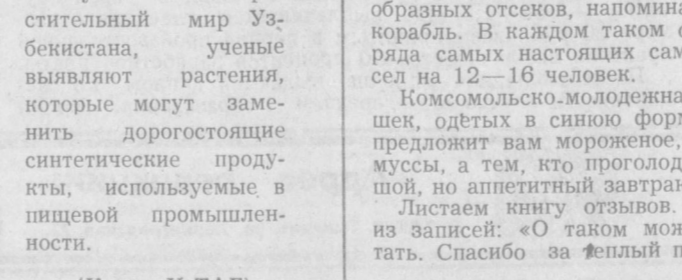 стительный мир Уз-
бекистана, ученые
выявляют растения,
которые могут заме-
нить дорогостоящие
синтетические проду-
кты, используемые в
пищевой промышлен-
ности.
образных отсеков, напомина
корабль. В каждом таком о
ряда самых настоящих сам
сел на 12—16 человек.
Комсомольско-молодежна
шек, одетых в синюю форм
предложит вам мороженое,
муссы, а тем, кто проголод
шой, но аппетитный завтрак
Листаем книгу отзывов.
из записей: «О таком мож
тать. Спасибо за теплый п